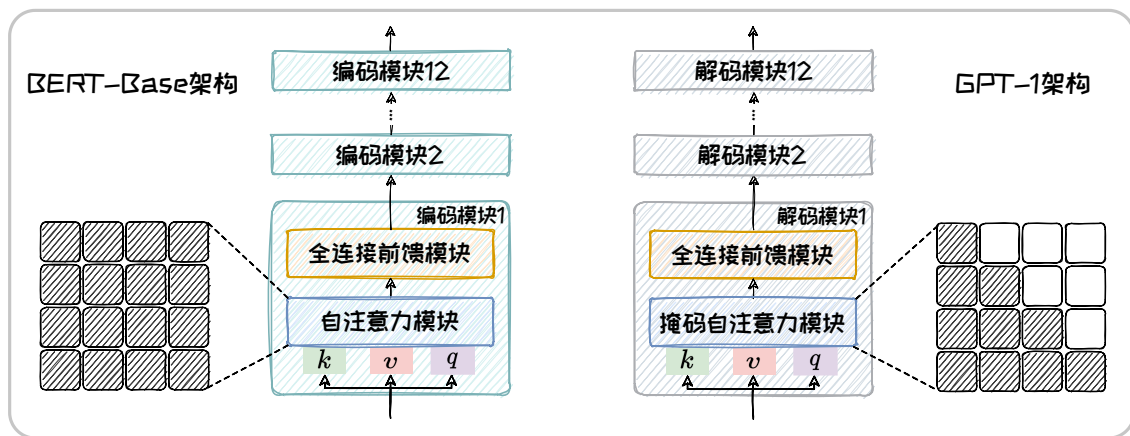 BERT-Base架构
编码模块12
...
编码模块2
编码模块1
全连接前馈模块
自注意力模块
k v q
解码模块12
...
解码模块2
解码模块1
全连接前馈模块
掩码自注意力模块
k v q
GPT-1架构